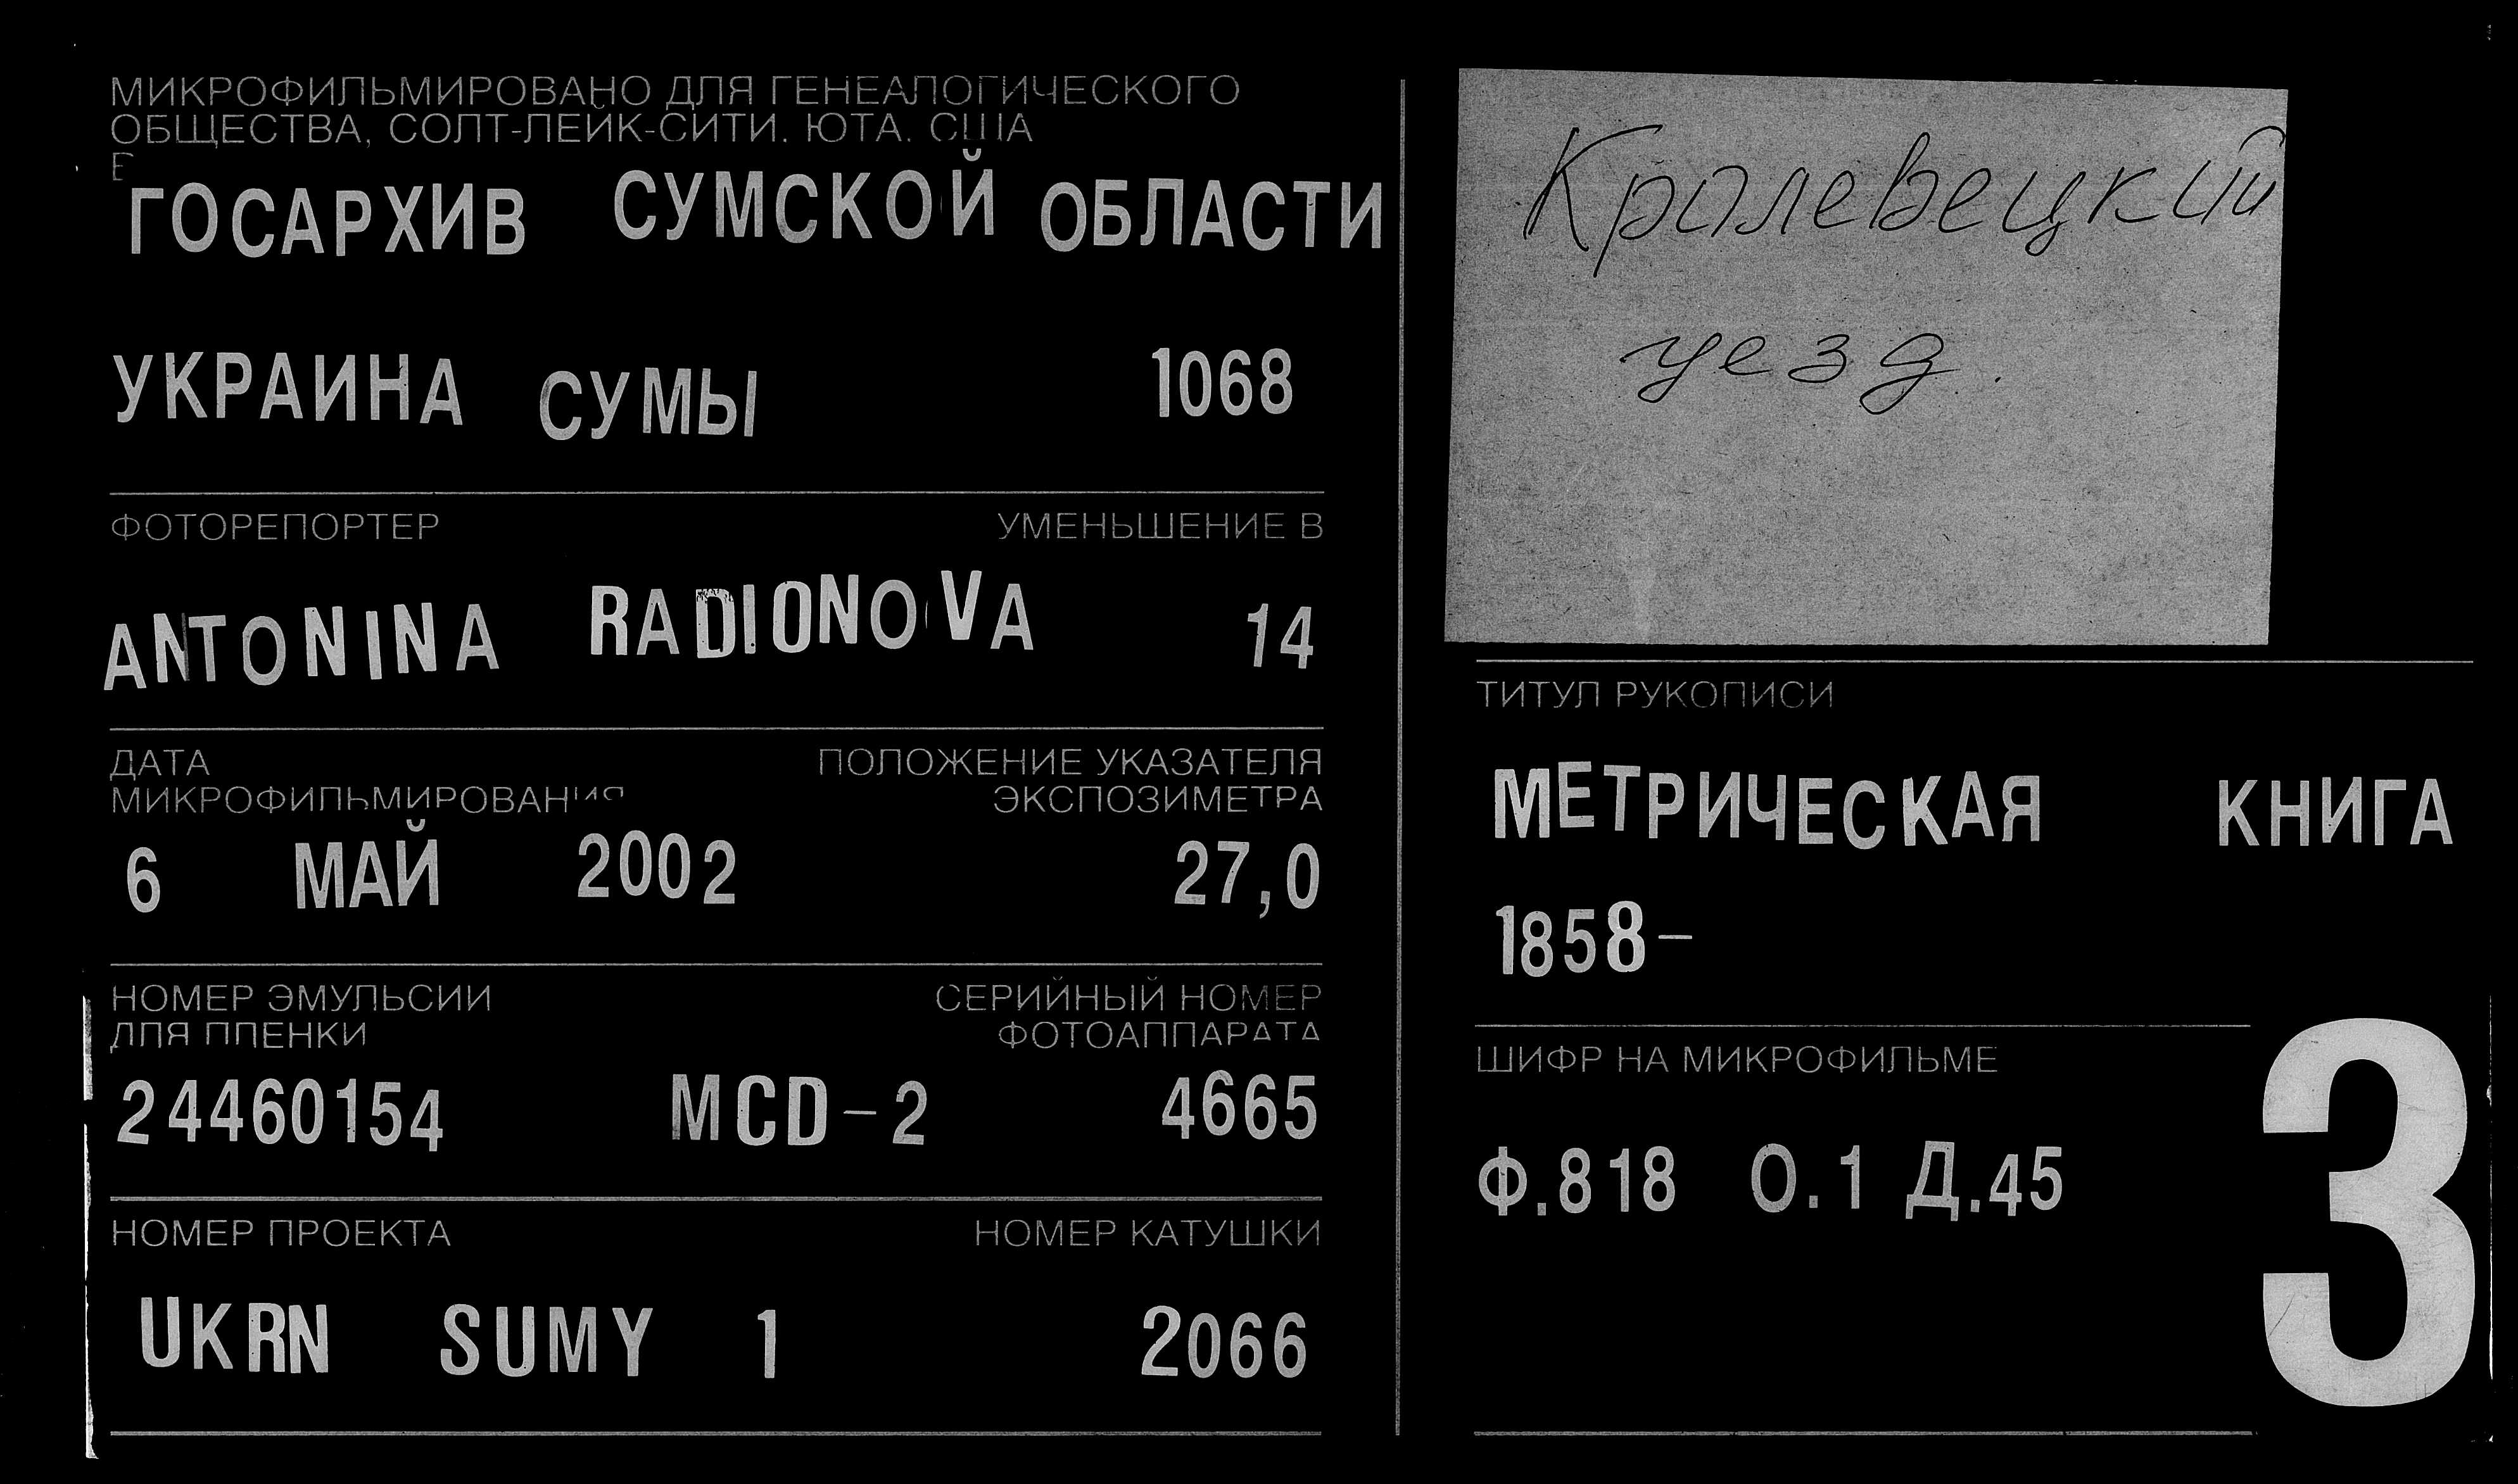 МИКРОФИЛЬМИРОВАНО ДЛЯ ГЕНЕАЛОГИЧЕСКОГО
ОБЩЕСТВА, СОЛТ-ЛЕЙК-СИТИ. ЮТА. США
В
ГОСАРХИВ СУМСКОЙ ОБЛАСТИ
УКРАИНА СУМЫ 1068
ФОТОРЕПОРТЕР УМЕНЬШЕНИЕ В
ANTONINA RADIONOVA 14
ДАТА ПОЛОЖЕНИЕ УКАЗАТЕЛЯ
МИКРОФИЛЬМИРОВАНИЯ ЭКСПОЗИМЕТРА
6 МАЙ 2002 27,0
НОМЕР ЭМУЛЬСИИ СЕРИЙНЫЙ НОМЕР
ДЛЯ ПЛЕНКИ ФОТОАППАРАТА
24460154 MCD-2 4665
НОМЕР ПРОЕКТА НОМЕР КАТУШКИ
UKRN SUMY 1 2066
Кролевецкий
уезд.
ТИТУЛ РУКОПИСИ
МЕТРИЧЕСКАЯ КНИГА
1858-
ШИФР НА МИКРОФИЛЬМЕ
Ф.818 О.1 Д.45
3